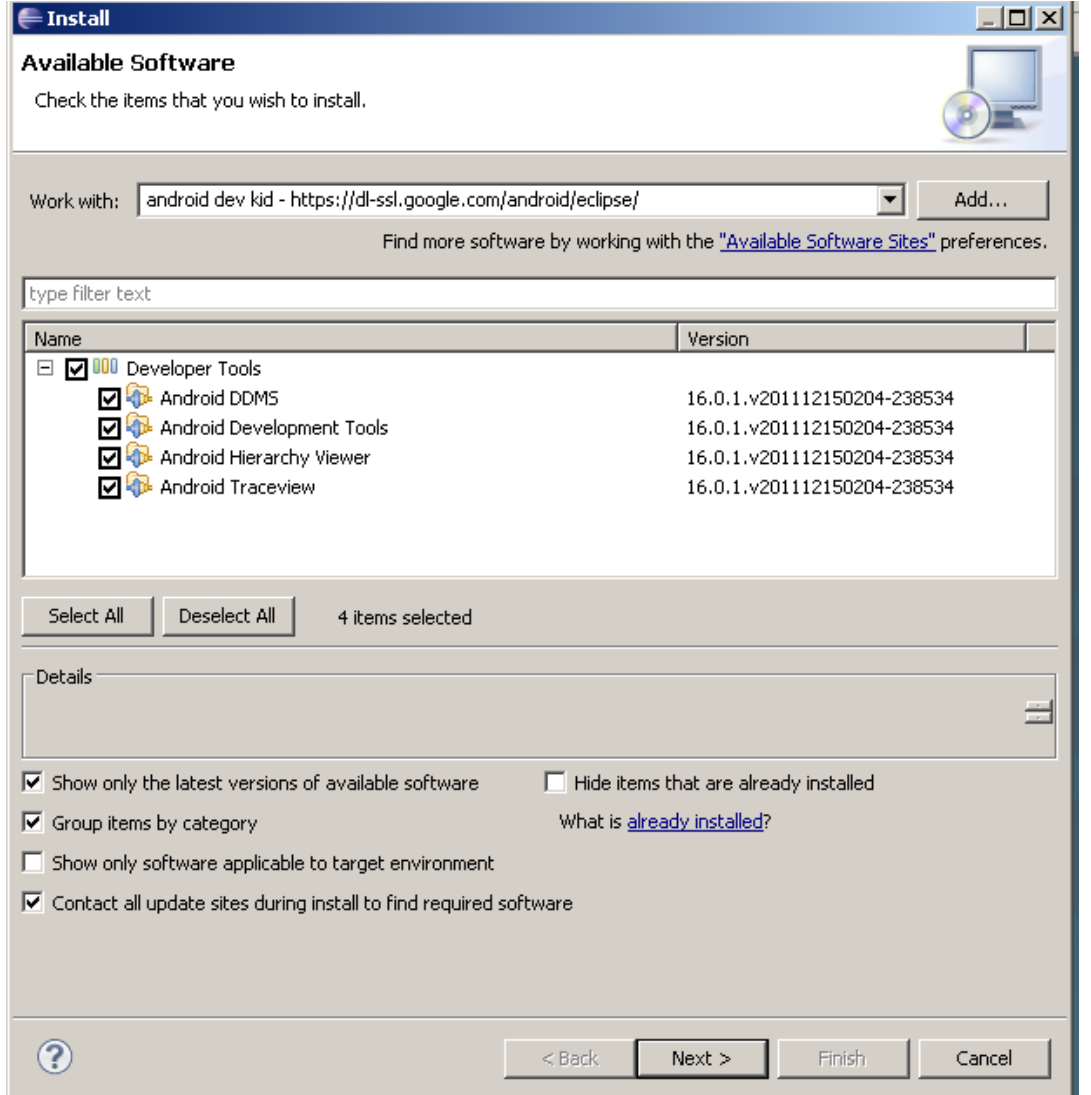 Install
Available Software
Check the items that you wish to install.
Work with: android dev kid - https://dl-ssl.google.com/android/eclipse/ Add...
Find more software by working with the "Available Software Sites" preferences.
type filter text
Name Version
Developer Tools
Android DDMS 16.0.1.v201112150204-238534
Android Development Tools 16.0.1.v201112150204-238534
Android Hierarchy Viewer 16.0.1.v201112150204-238534
Android Traceview 16.0.1.v201112150204-238534
Select All Deselect All 4 items selected
Details
Show only the latest versions of available software Hide items that are already installed
Group items by category What is already installed?
Show only software applicable to target environment
Contact all update sites during install to find required software
? < Back Next > Finish Cancel